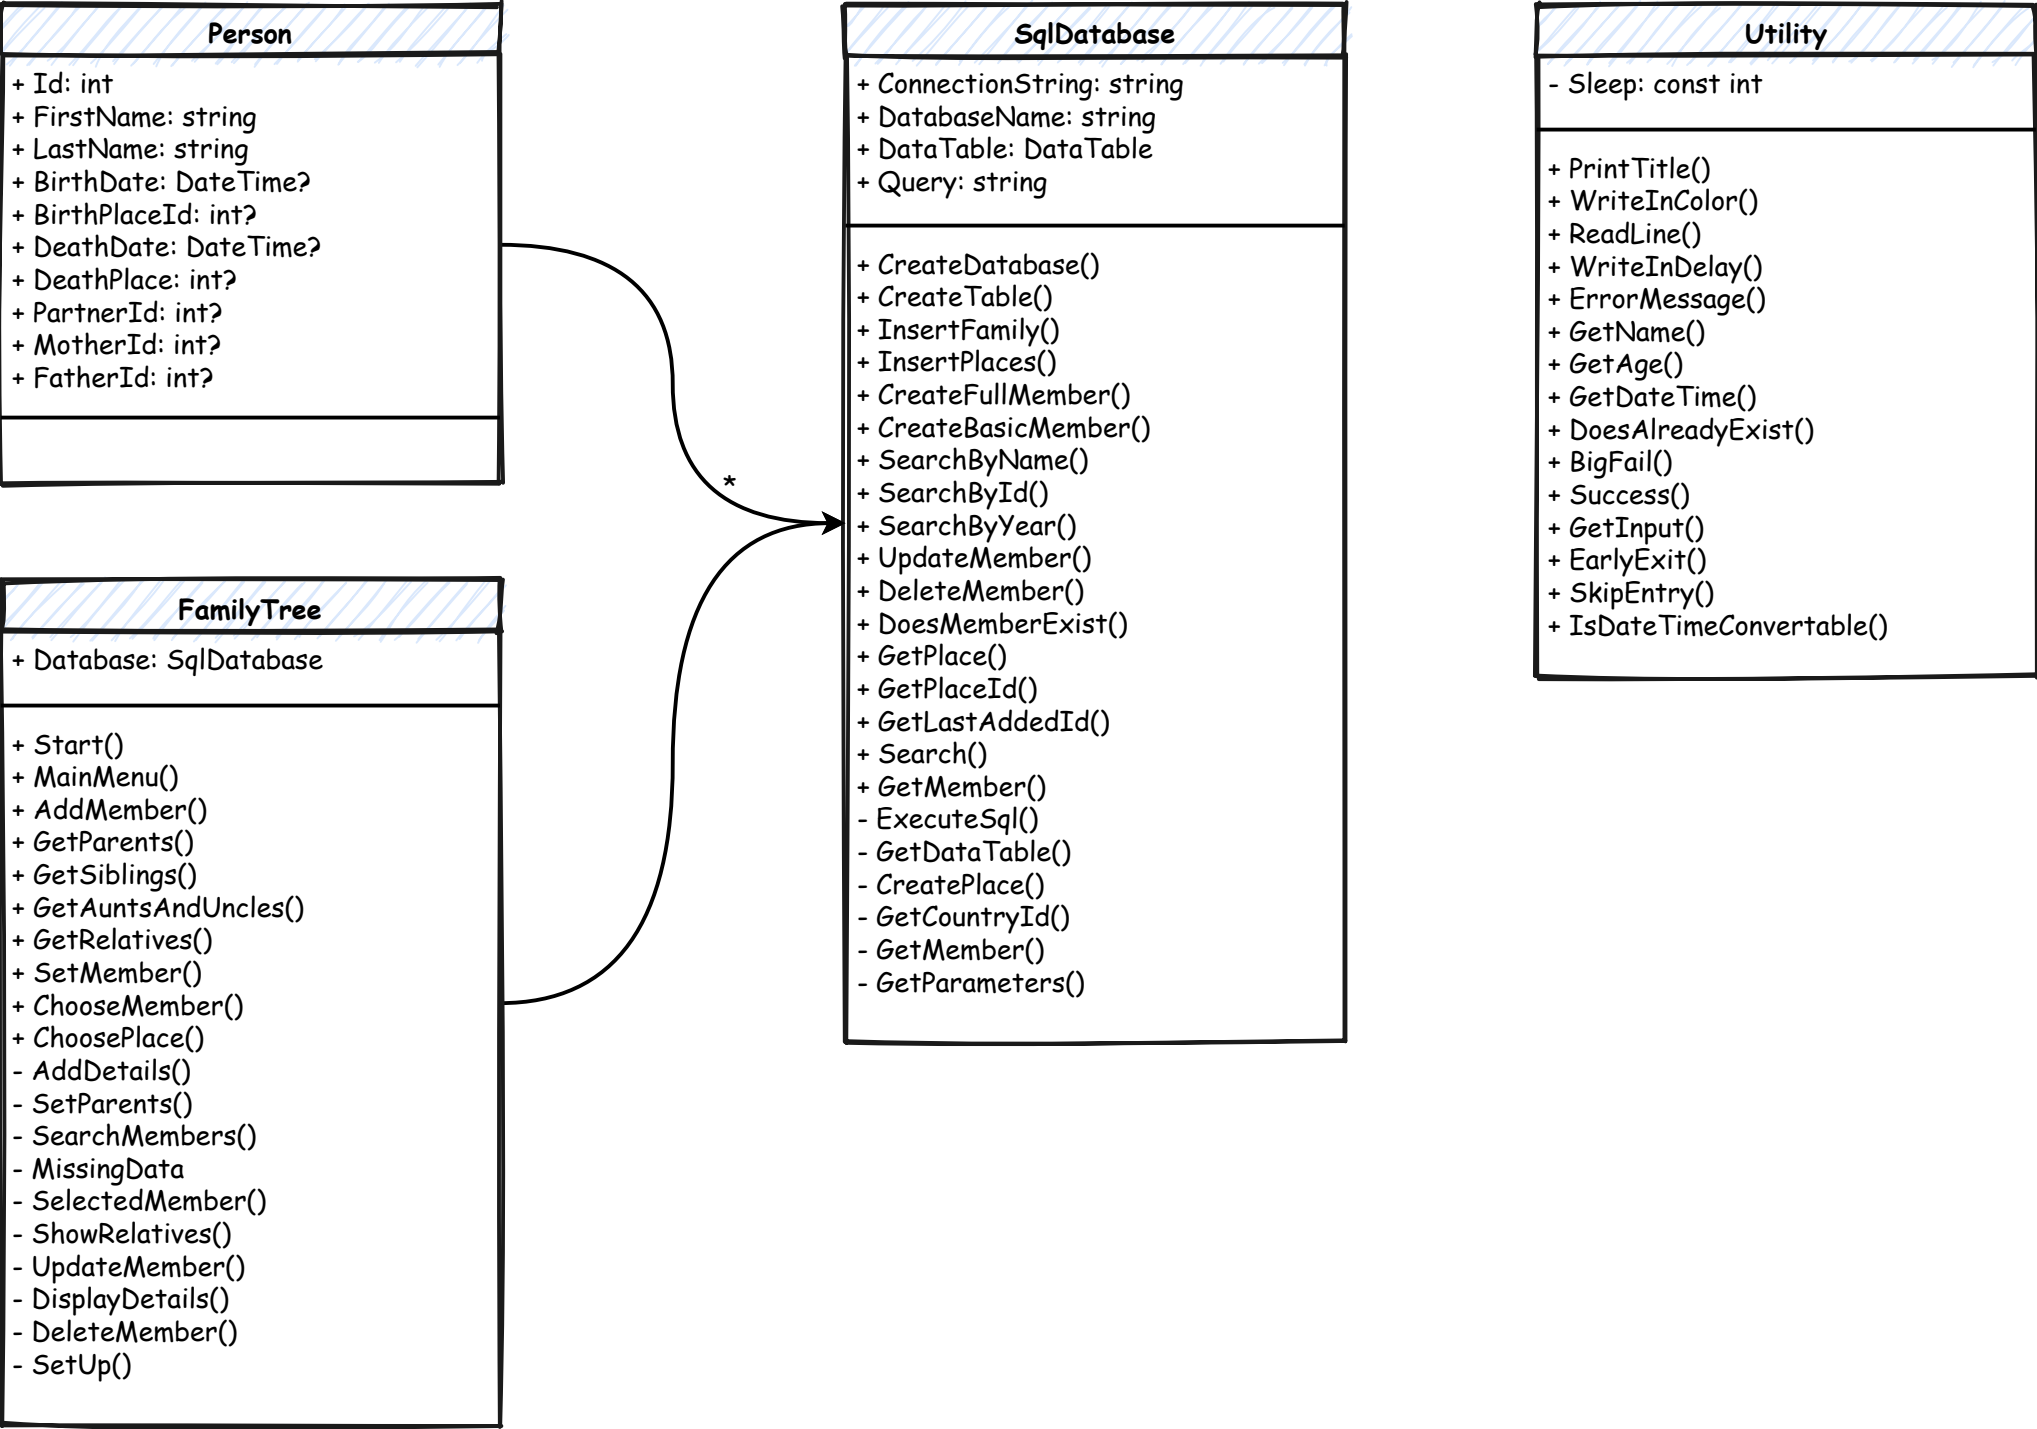 Person
+ Id: int
+ FirstName: string
+ LastName: string
+ BirthDate: DateTime?
+ BirthPlaceId: int?
+ DeathDate: DateTime?
+ DeathPlace: int?
+ PartnerId: int?
+ MotherId: int?
+ FatherId: int?
FamilyTree
+ Database: SqlDatabase
+ Start()
+ MainMenu()
+ AddMember()
+ GetParents()
+ GetSiblings()
+ GetAuntsAndUncles()
+ GetRelatives()
+ SetMember()
+ ChooseMember()
+ ChoosePlace()
- AddDetails()
- SetParents()
- SearchMembers()
- MissingData
- SelectedMember()
- ShowRelatives()
- UpdateMember()
- DisplayDetails()
- DeleteMember()
- SetUp()
*
SqlDatabase
+ ConnectionString: string
+ DatabaseName: string
+ DataTable: DataTable
+ Query: string
+ CreateDatabase()
+ CreateTable()
+ InsertFamily()
+ InsertPlaces()
+ CreateFullMember()
+ CreateBasicMember()
+ SearchByName()
+ SearchById()
+ SearchByYear()
+ UpdateMember()
+ DeleteMember()
+ DoesMemberExist()
+ GetPlace()
+ GetPlaceId()
+ GetLastAddedId()
+ Search()
+ GetMember()
- ExecuteSql()
- GetDataTable()
- CreatePlace()
- GetCountryId()
- GetMember()
- GetParameters()
Utility
- Sleep: const int
+ PrintTitle()
+ WriteInColor()
+ ReadLine()
+ WriteInDelay()
+ ErrorMessage()
+ GetName()
+ GetAge()
+ GetDateTime()
+ DoesAlreadyExist()
+ BigFail()
+ Success()
+ GetInput()
+ EarlyExit()
+ SkipEntry()
+ IsDateTimeConvertable()